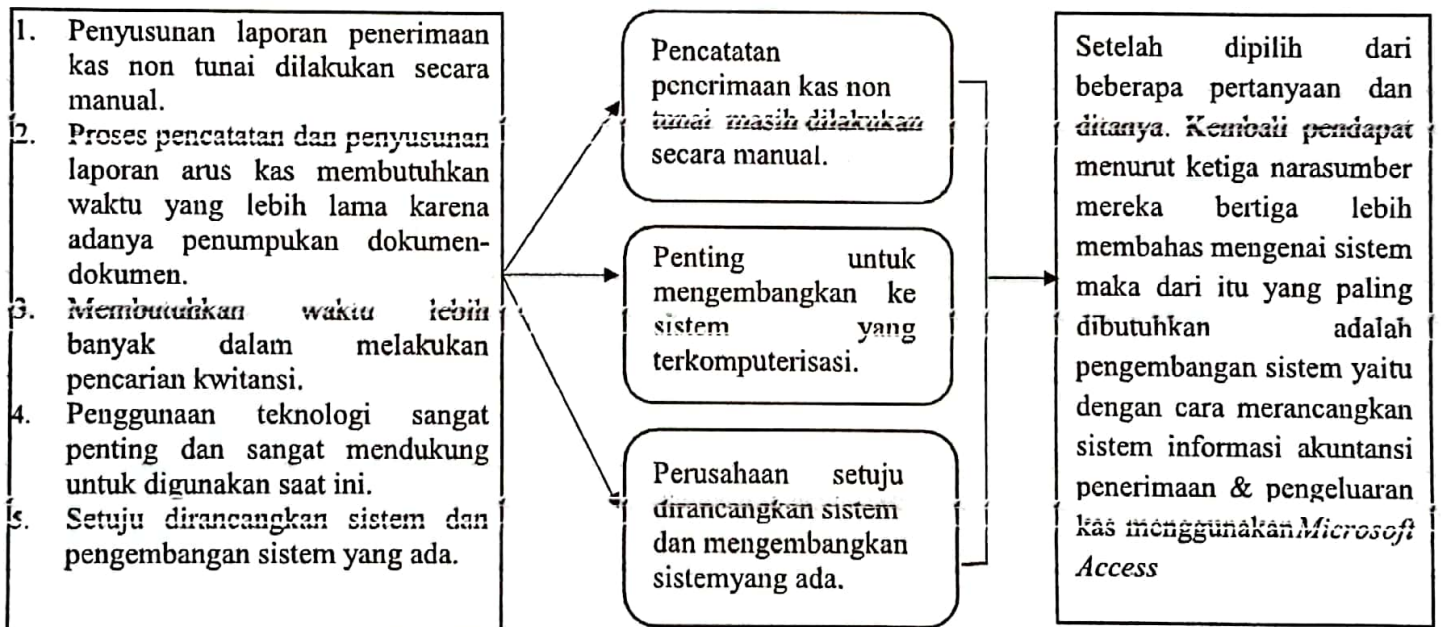 1. Penyusunan laporan penerimaan
kas non tunai dilakukan secara
manual.
2. Proses pencatatan dan penyusunan
laporan arus kas membutuhkan
waktu yang lebih lama karena
adanya penumpukan dokumen-
dokumen.
3. Membutuhkan waktu lebih
banyak dalam melakukan
pencarian kwitansi.
4. Penggunaan teknologi sangat
penting dan sangat mendukung
untuk digunakan saat ini.
5. Setuju dirancangkan sistem dan
pengembangan sistem yang ada.
Pencatatan
penerimaan kas non
tunai masih dilakukan
secara manual.
Penting untuk
mengembangkan ke
sistem yang
terkomputerisasi.
Perusahaan setuju
dirancangkan sistem
dan mengembangkan
sistemyang ada.
Setelah dipilih dari
beberapa pertanyaan dan
ditanya. Kembali pendapat
menurut ketiga narasumber
mereka bertiga lebih
membahas mengenai sistem
maka dari itu yang paling
dibutuhkan adalah
pengembangan sistem yaitu
dengan cara merancangkan
sistem informasi akuntansi
penerimaan & pengeluaran
kas menggunakan Microsoft
Access